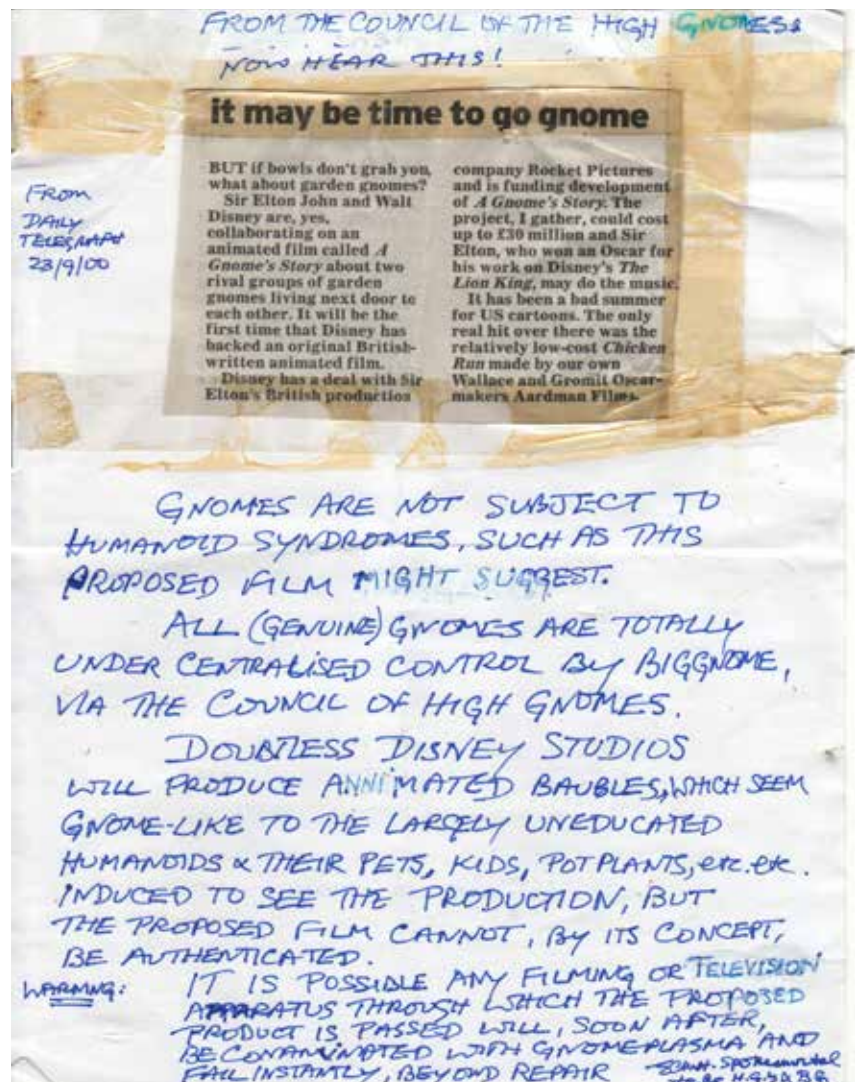 FROM THE COUNCIL OF THE HIGH GNOMES:
NOW HEAR THIS!
it may be time to go gnome
BUT if bowls don't grab you,
what about garden gnomes?
Sir Elton John and Walt
Disney are, yes,
collaborating on an
animated film called A
Gnome's Story about two
rival groups of garden
gnomes living next door to
each other. It will be the
first time that Disney has
backed an original British-
written animated film.
Disney has a deal with Sir
Elton's British production
company Rocket Pictures
and is funding development
of A Gnome's Story. The
project, I gather, could cost
up to £30 million and Sir
Elton, who won an Oscar for
his work on Disney's The
Lion King, may do the music.
It has been a bad summer
for US cartoons. The only
real hit over there was the
relatively low-cost Chicken
Run made by our own
Wallace and Gromit Oscar-
makers Aardman Films.
FROM
DAILY
TELEGRAPH
23/9/00
GNOMES ARE NOT SUBJECT TO
HUMANOID SYNDROMES, SUCH AS THIS
PROPOSED FILM MIGHT SUGGEST.
ALL (GENUINE) GNOMES ARE TOTALLY
UNDER CENTRALISED CONTROL BY BIGGNOME,
VIA THE COUNCIL OF HIGH GNOMES.
DOUBTLESS DISNEY STUDIOS
WILL PRODUCE ANNIMATED BAUBLES, WHICH SEEM
GNOME-LIKE TO THE LARGELY UNEDUCATED
HUMANOIDS & THEIR PETS, KIDS, POT PLANTS, etc. etc.
INDUCED TO SEE THE PRODUCTION, BUT
THE PROPOSED FILM CANNOT, BY ITS CONCEPT,
BE AUTHENTICATED.
WARNING: IT IS POSSIBLE ANY FILMING OR TELEVISION
APPARATUS THROUGH WHICH THE PROPOSED
PRODUCT IS PASSED WILL, SOON AFTER,
BE CONTAMINATED WITH GNOMEPLASMA AND
FAIL INSTANTLY, BEYOND REPAIR